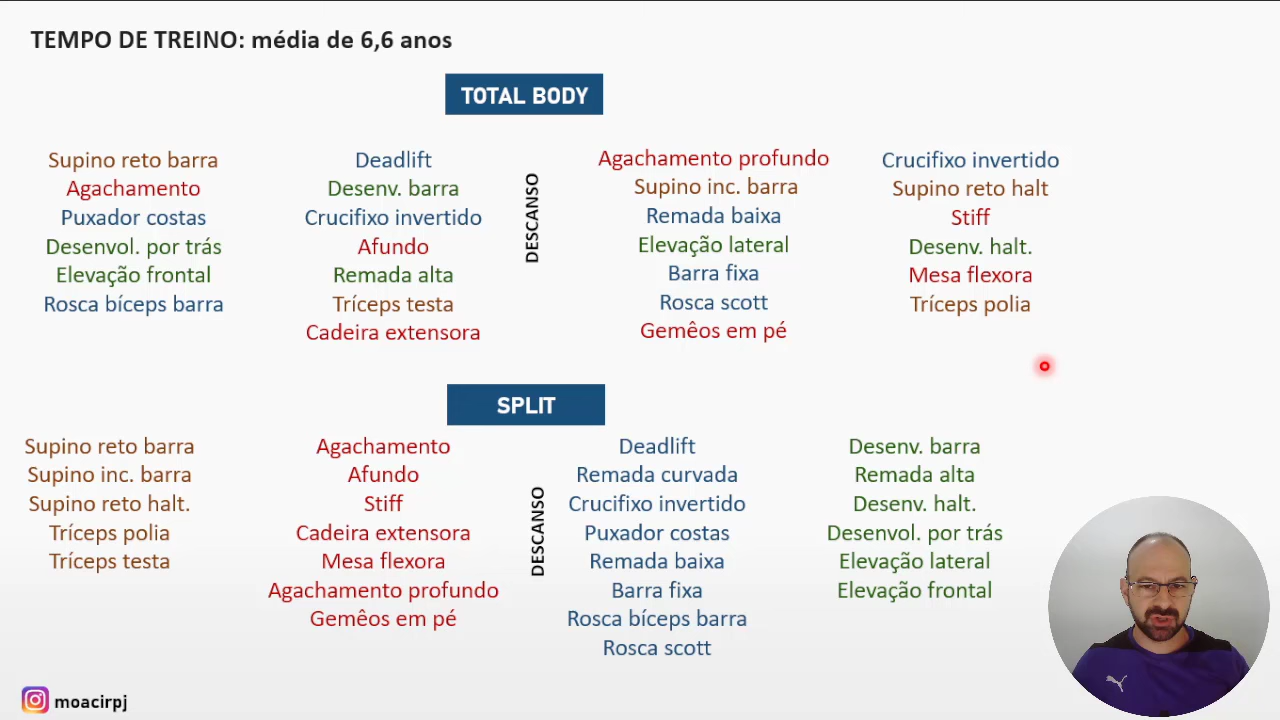 TEMPO DE TREINO: média de 6,6 anos
TOTAL BODY
Supino reto barra
Agachamento
Puxador costas
Desenvol. por trás
Elevação frontal
Rosca bíceps barra
Deadlift
Desenv. barra
Crucifixo invertido
Afundo
Remada alta
Tríceps testa
Cadeira extensora
DESCANSO
Agachamento profundo
Supino inc. barra
Remada baixa
Elevação lateral
Barra fixa
Rosca scott
Gemêos em pé
Crucifixo invertido
Supino reto halt
Stiff
Desenv. halt.
Mesa flexora
Tríceps polia
SPLIT
Supino reto barra
Supino inc. barra
Supino reto halt.
Tríceps polia
Tríceps testa
Agachamento
Afundo
Stiff
Cadeira extensora
Mesa flexora
Agachamento profundo
Gemêos em pé
DESCANSO
Deadlift
Remada curvada
Crucifixo invertido
Puxador costas
Remada baixa
Barra fixa
Rosca bíceps barra
Rosca scott
Desenv. barra
Remada alta
Desenv. halt.
Desenvol. por trás
Elevação lateral
Elevação frontal
moacirpj